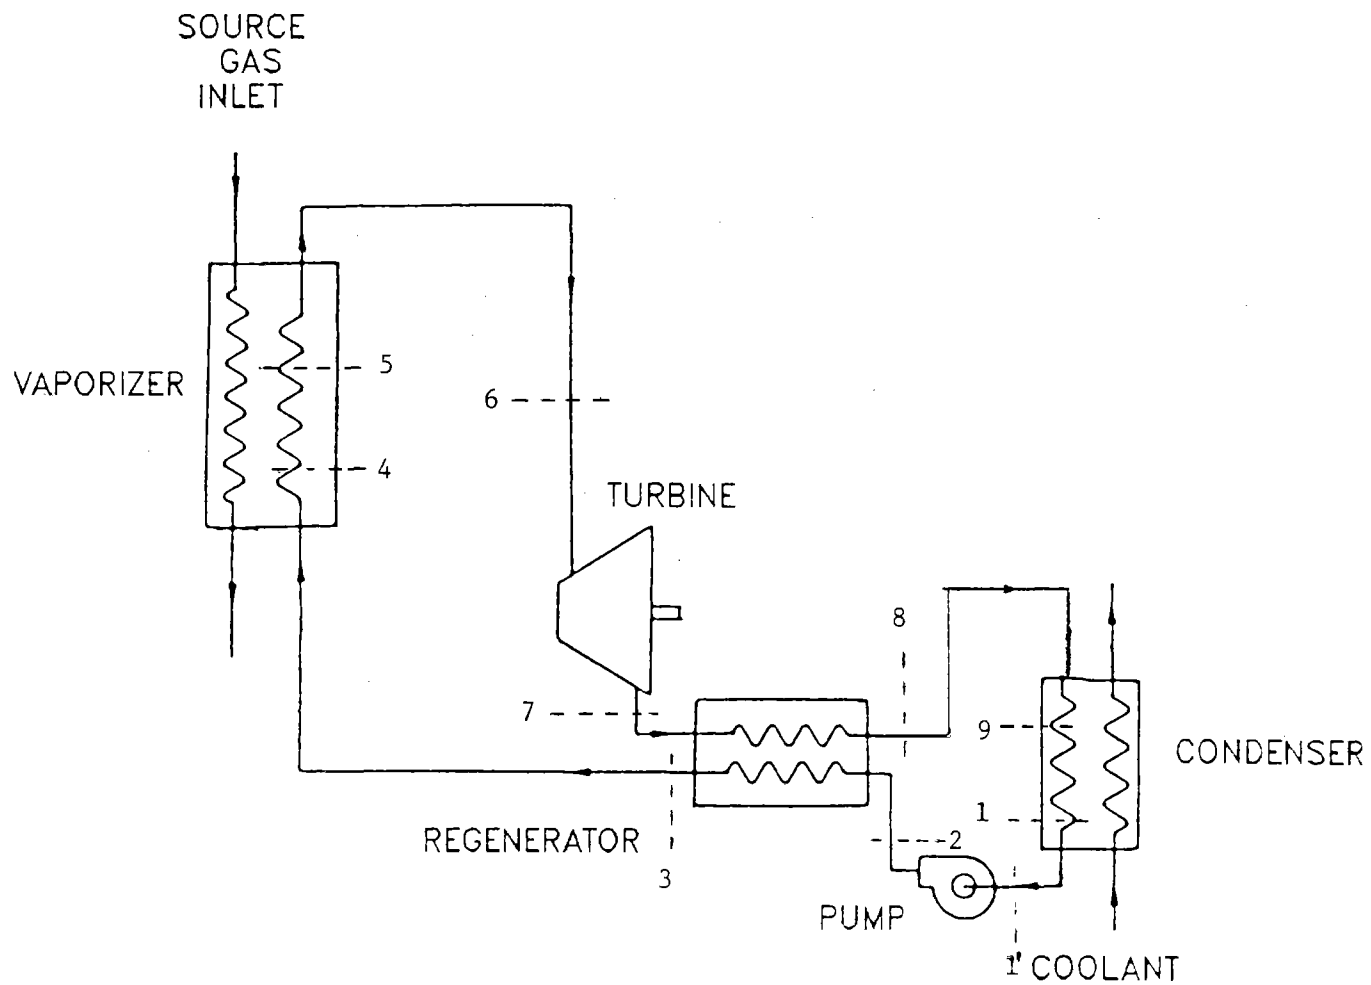 SOURCE
GAS
INLET
5
VAPORIZER
6
4
TURBINE
8
7
9
CONDENSER
1
REGENERATOR
2
3
PUMP
1' COOLANT